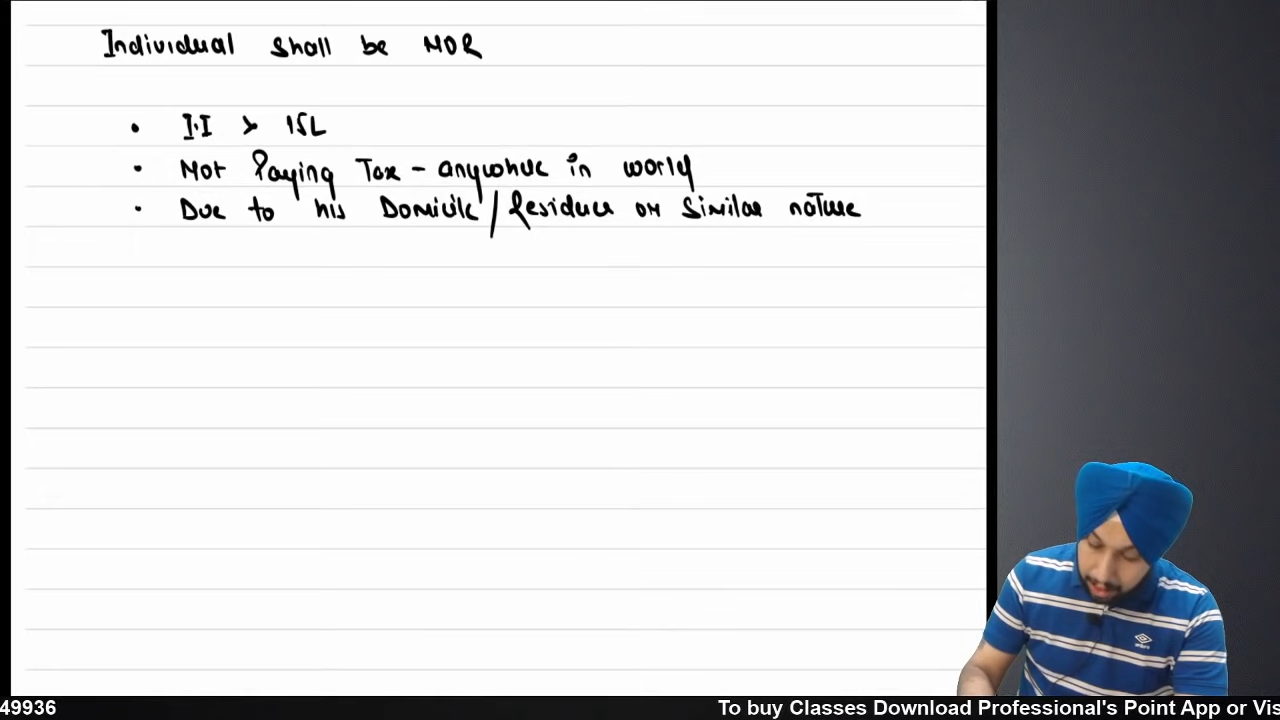 Individual shall be NOR
• I.I > 15L
• Not Paying Tax - anywhere in world
• Due to his Domicile / Residence or Similar nature
umbro
49936
To buy Classes Download Professional's Point App or Vis